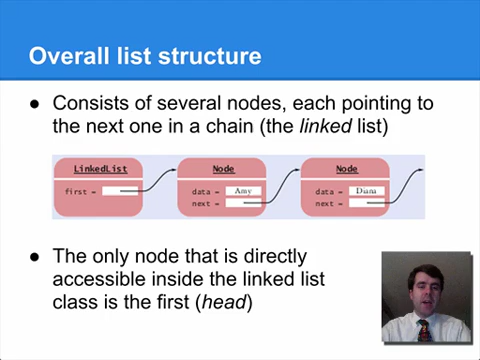 Overall list structure
● Consists of several nodes, each pointing to
the next one in a chain (the linked list)
LinkedList
first =
Node
data = Amy
next =
Node
data = Diana
next =
● The only node that is directly
accessible inside the linked list
class is the first (head)